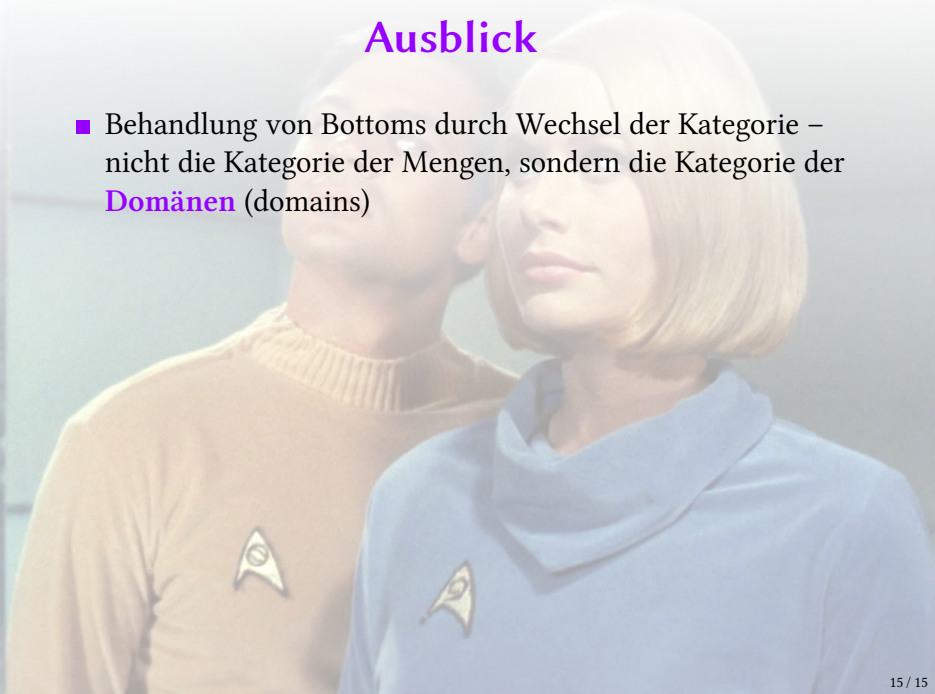 Ausblick
Behandlung von Bottoms durch Wechsel der Kategorie –
nicht die Kategorie der Mengen, sondern die Kategorie der
Domänen (domains)
15 / 15